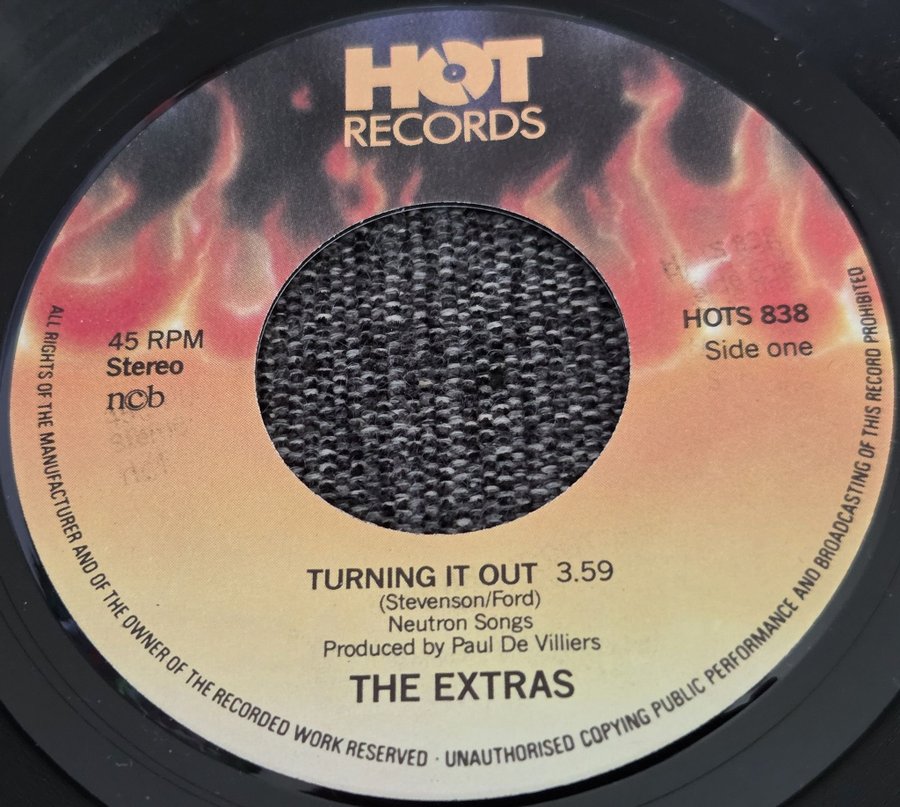 HOT
RECORDS
45 RPM
Stereo
n©b
HOTS 838
Side one
TURNING IT OUT 3.59
(Stevenson/Ford)
Neutron Songs
Produced by Paul De Villiers
THE EXTRAS
ALL RIGHTS OF THE MANUFACTURER AND OF THE OWNER OF THE RECORDED WORK RESERVED · UNAUTHORISED COPYING PUBLIC PERFORMANCE AND BROADCASTING OF THIS RECORD PROHIBITED